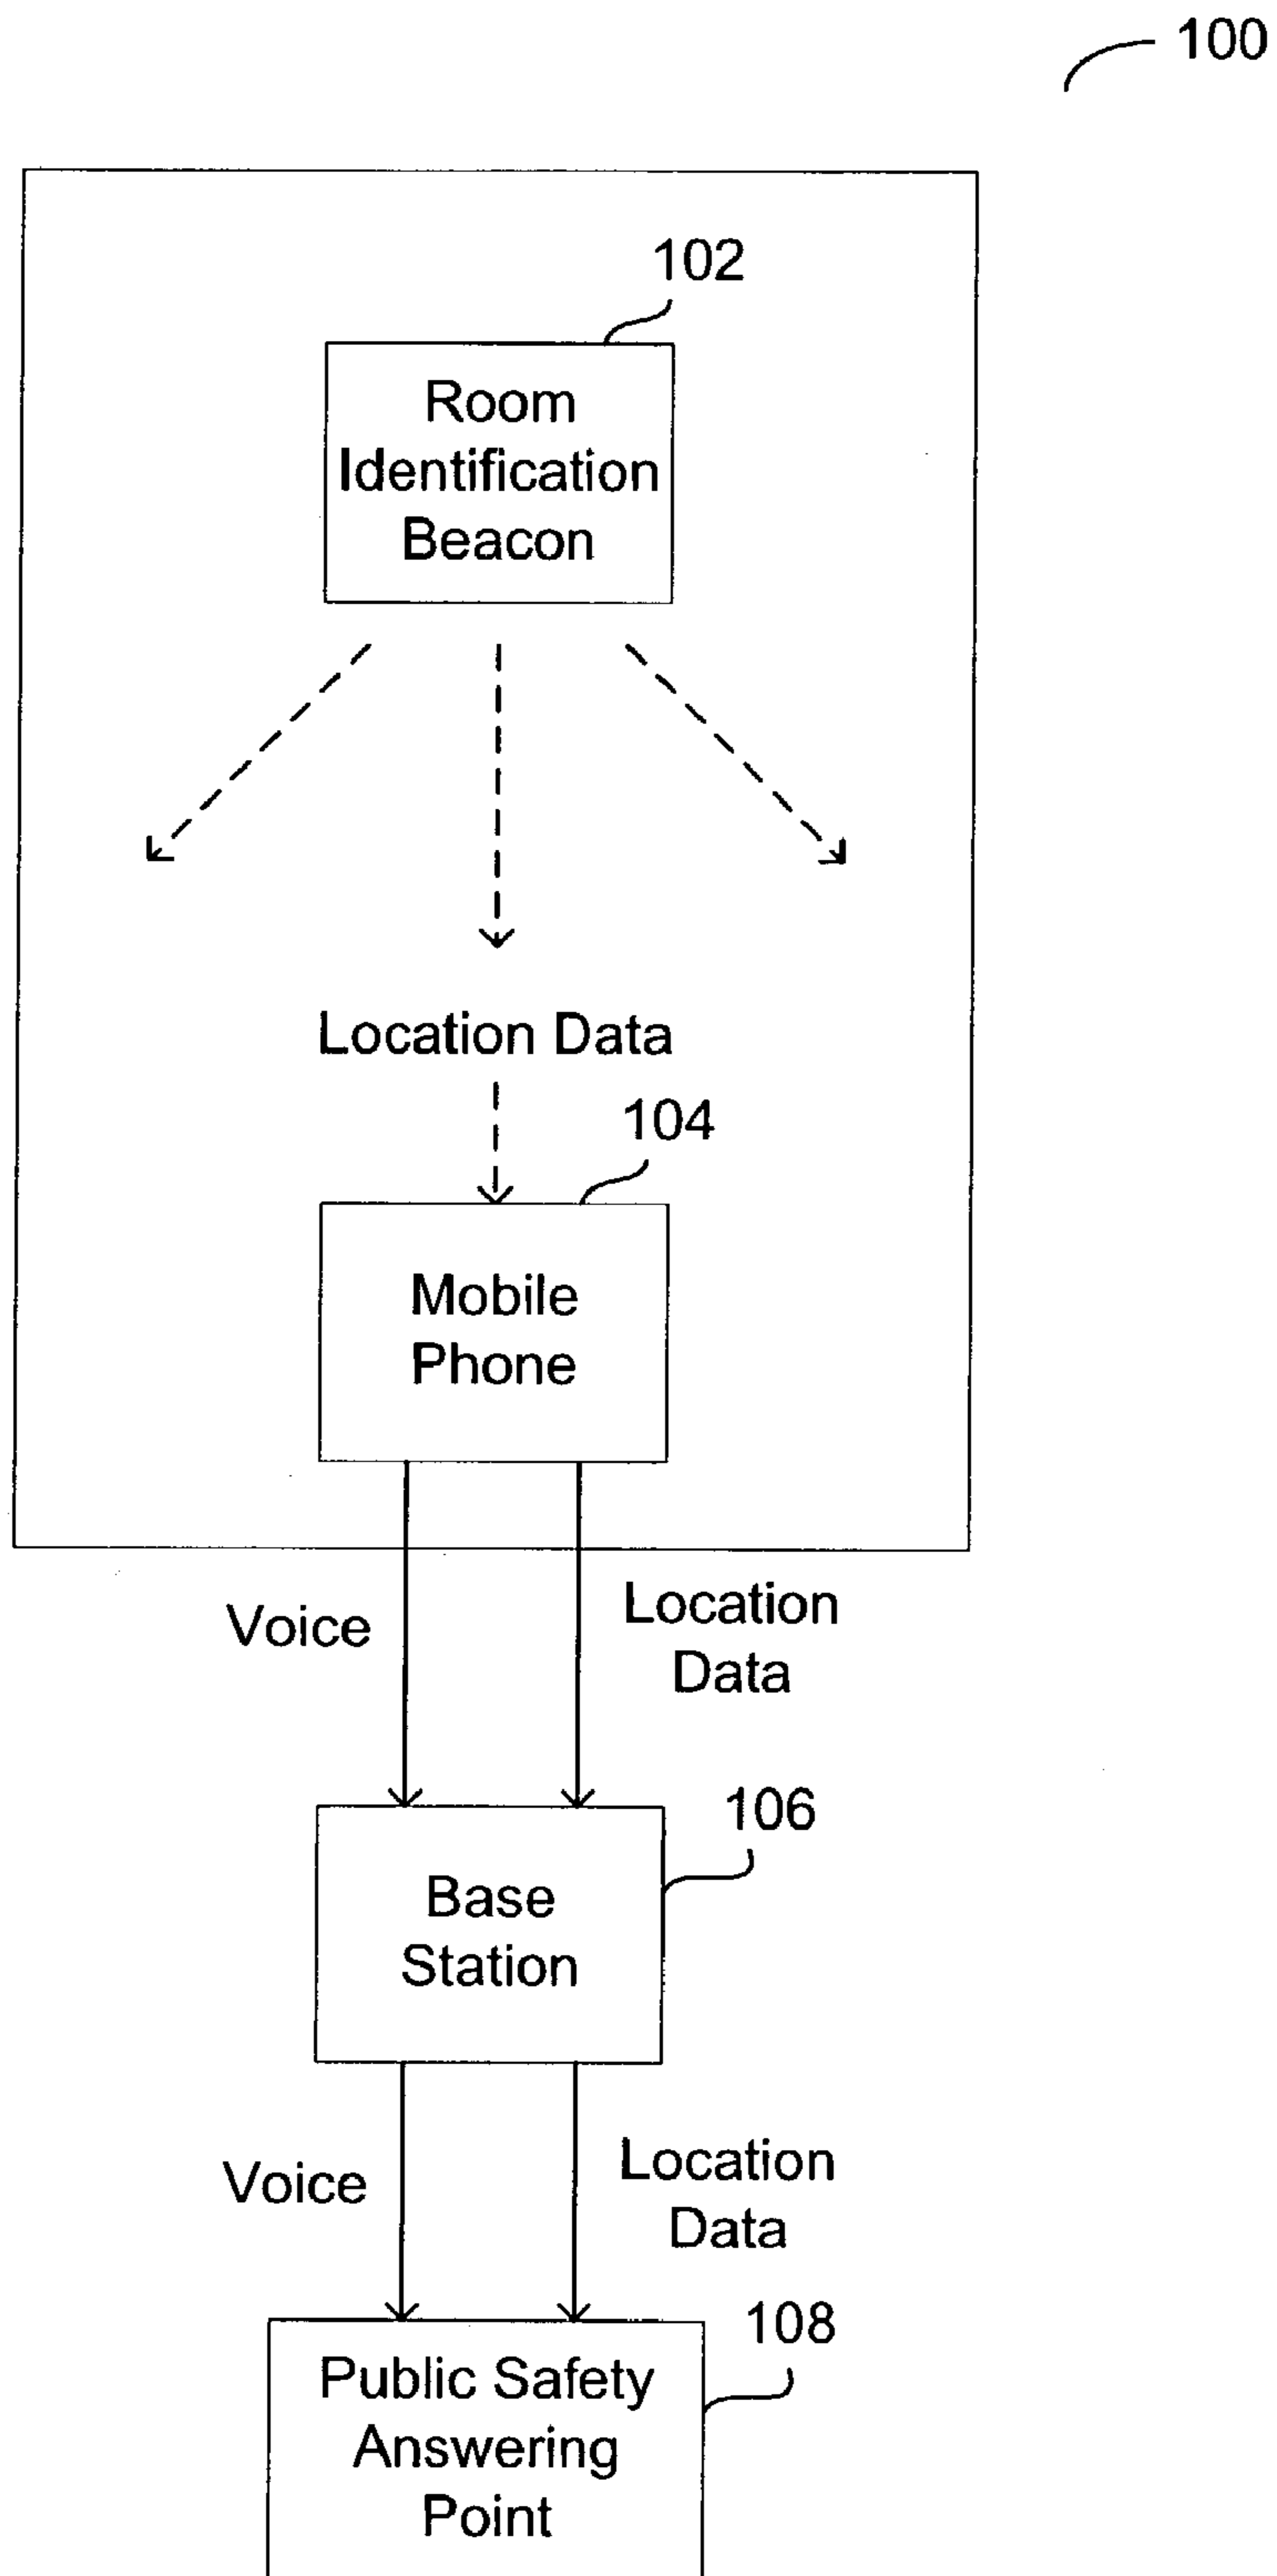 100
102
Room
Identification
Beacon
Location Data
104
Mobile
Phone
Voice
Location
Data
106
Base
Station
Voice
Location
Data
108
Public Safety
Answering
Point